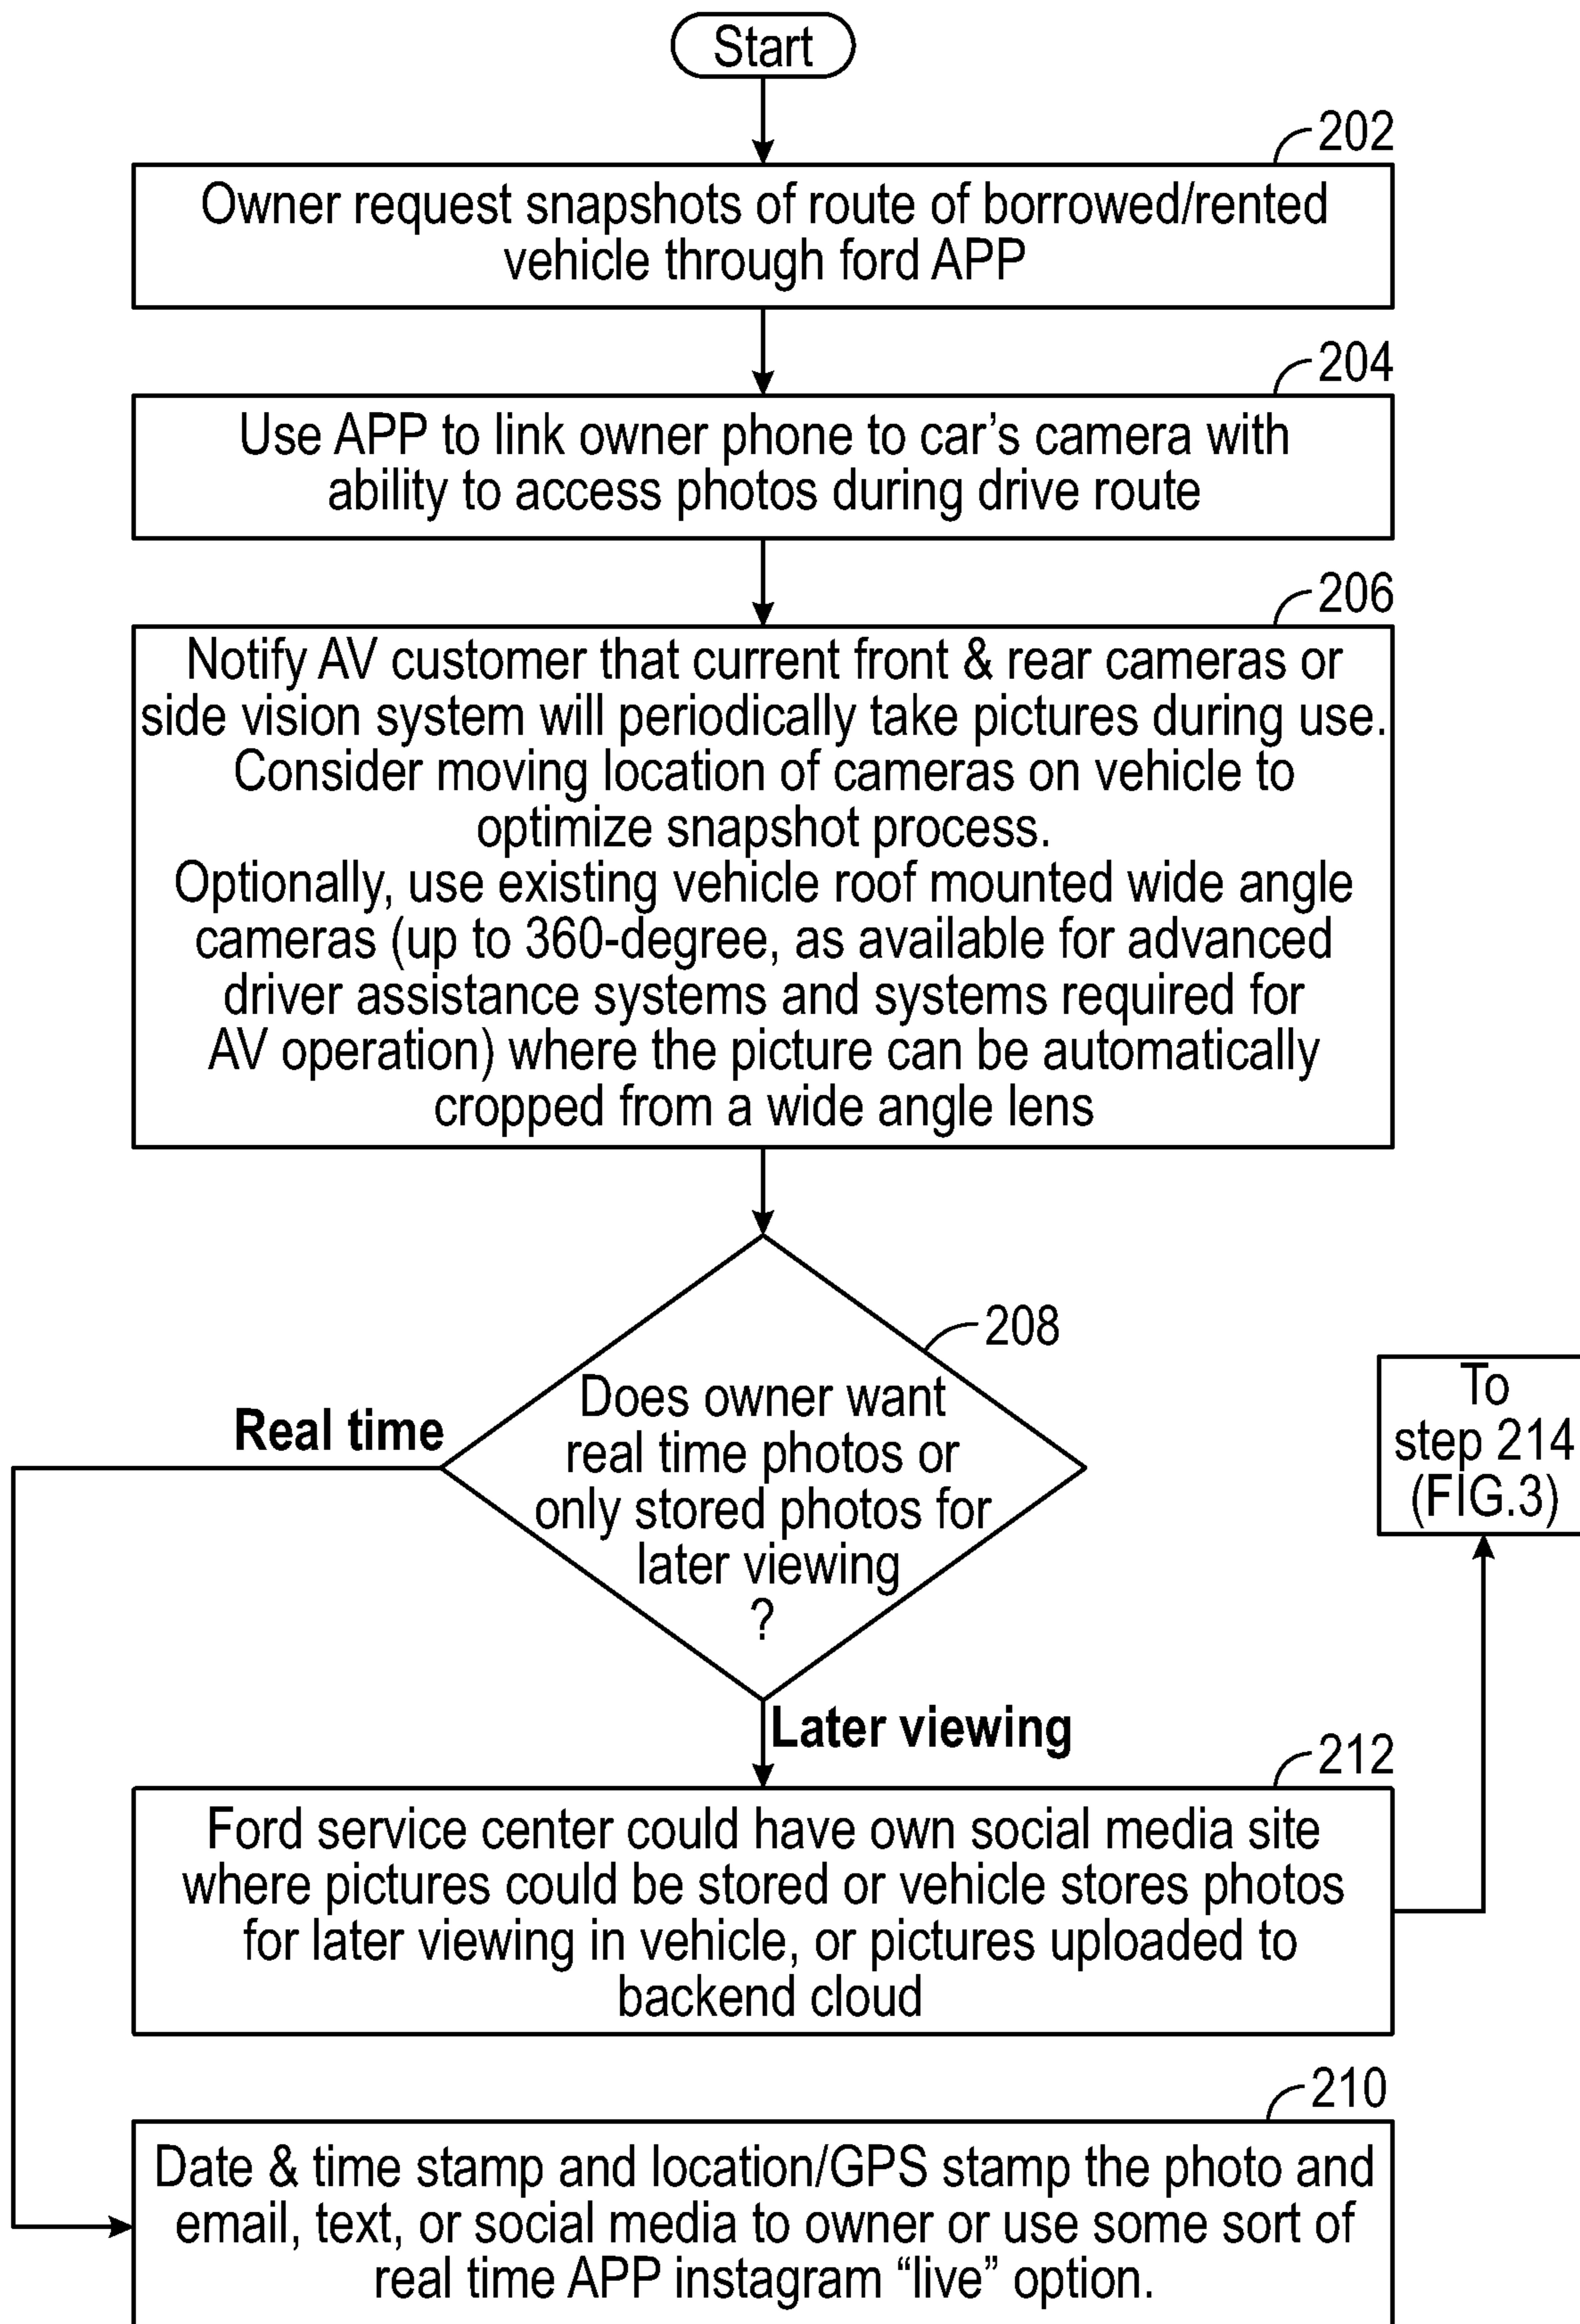 Start
202
Owner request snapshots of route of borrowed/rented
vehicle through ford APP
204
Use APP to link owner phone to car's camera with
ability to access photos during drive route
206
Notify AV customer that current front & rear cameras or
side vision system will periodically take pictures during use.
Consider moving location of cameras on vehicle to
optimize snapshot process.
Optionally, use existing vehicle roof mounted wide angle
cameras (up to 360-degree, as available for advanced
driver assistance systems and systems required for
AV operation) where the picture can be automatically
cropped from a wide angle lens
208
Does owner want
real time photos or
only stored photos for
later viewing
?
Real time
To
step 214
(FIG.3)
Later viewing
212
Ford service center could have own social media site
where pictures could be stored or vehicle stores photos
for later viewing in vehicle, or pictures uploaded to
backend cloud
210
Date & time stamp and location/GPS stamp the photo and
email, text, or social media to owner or use some sort of
real time APP instagram “live” option.